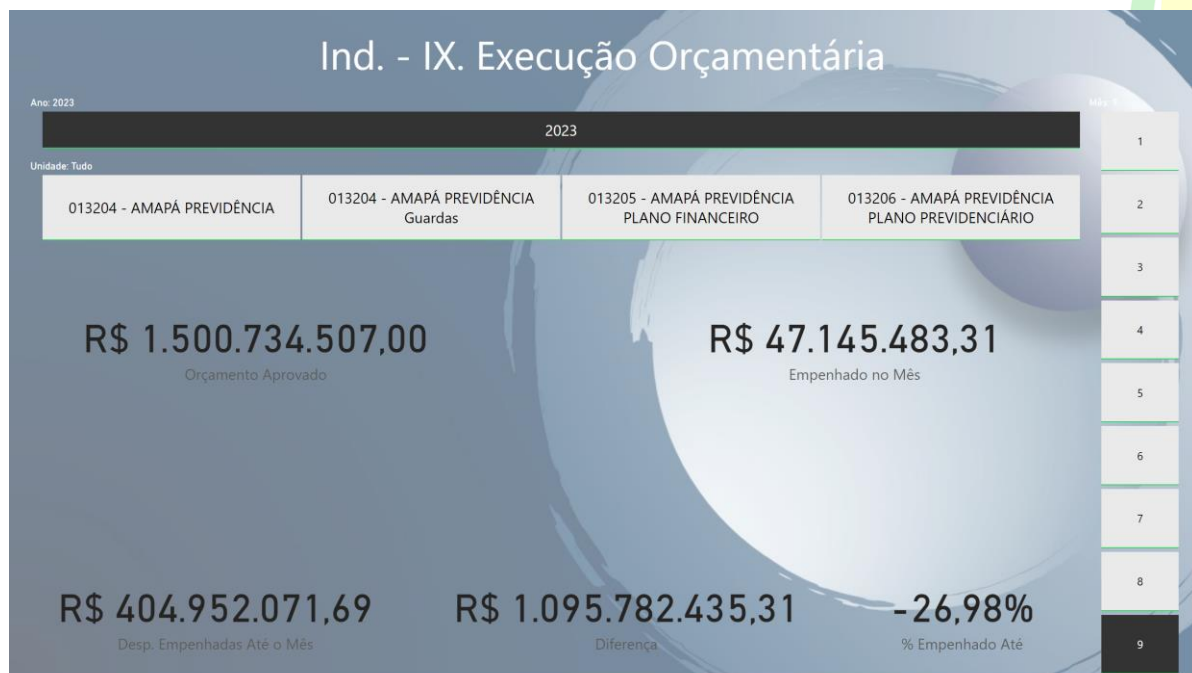 Ind. - IX. Execução Orçamentária
Ano: 2023
2023
Unidade: Tudo
013204 - AMAPÁ PREVIDÊNCIA
013204 - AMAPÁ PREVIDÊNCIA
Guardas
013205 - AMAPÁ PREVIDÊNCIA
PLANO FINANCEIRO
013206 - AMAPÁ PREVIDÊNCIA
PLANO PREVIDENCIÁRIO
Mês: 9
1
2
3
4
5
6
7
8
9
R$ 1.500.734.507,00
Orçamento Aprovado
R$ 47.145.483,31
Empenhado no Mês
R$ 404.952.071,69
Desp. Empenhadas Até o Mês
R$ 1.095.782.435,31
Diferença
-26,98%
% Empenhado Até